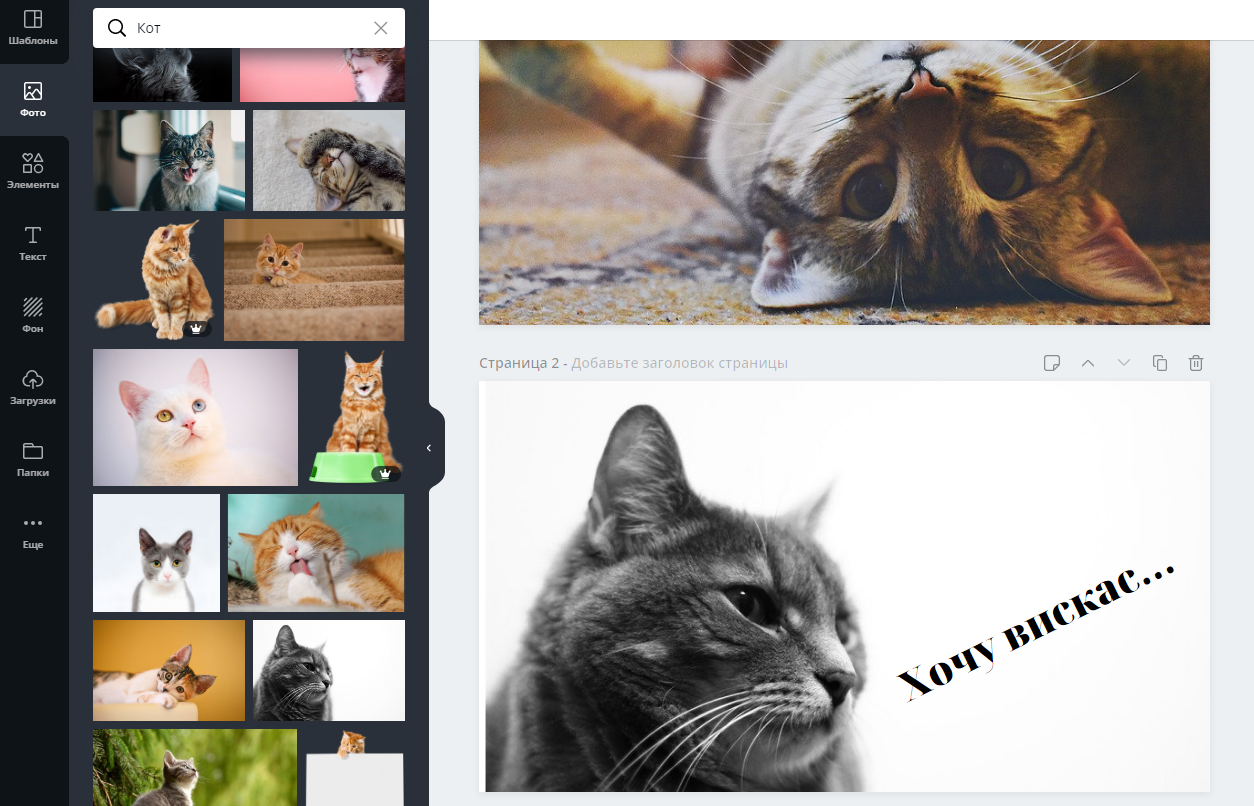 Шаблоны
Фото
Элементы
Текст
Фон
Загрузки
Папки
Еще
Кот
Страница 2 - Добавьте заголовок страницы
Хочу вискас...